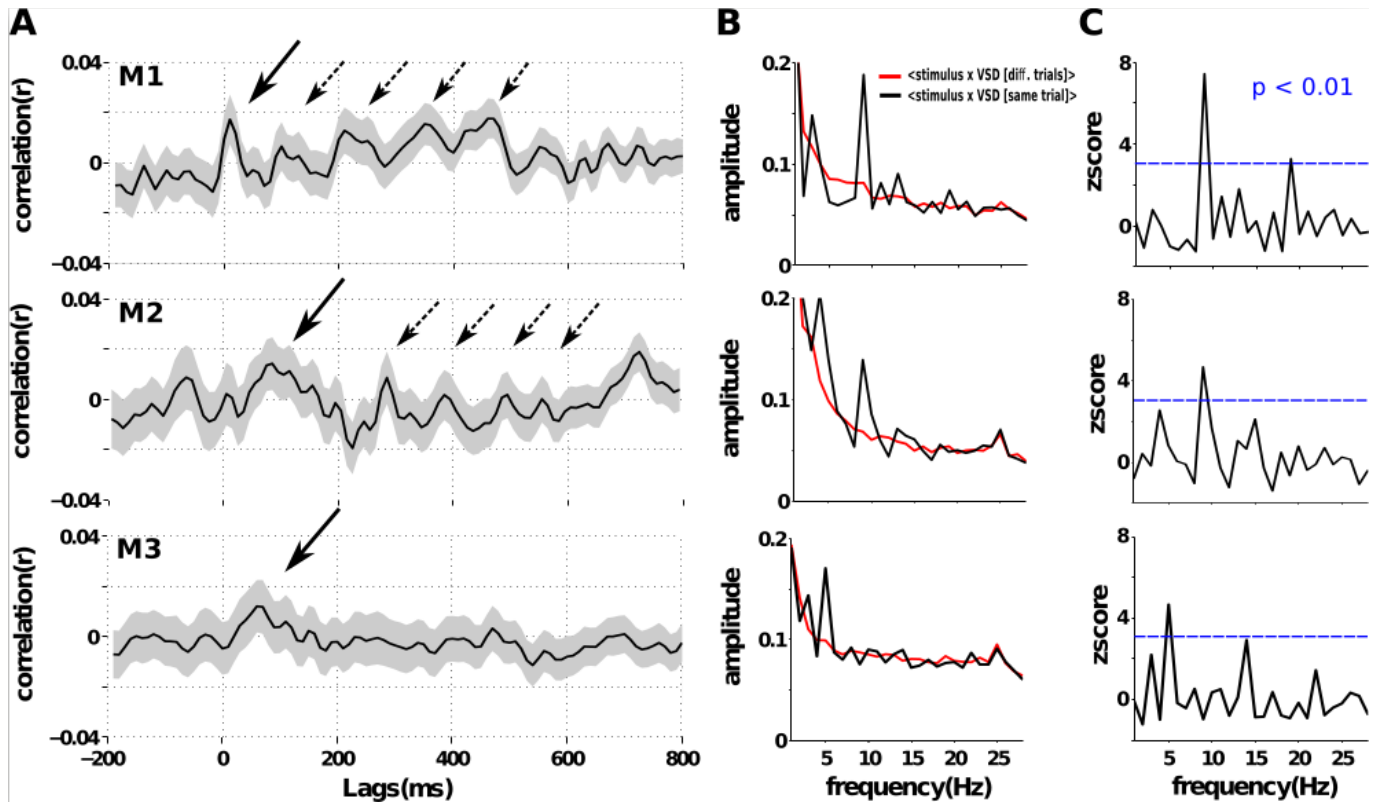 A
B
C
M1
0.04
0
-0.04
correlation(r)
M2
0.04
0
-0.04
correlation(r)
M3
0.04
0
-0.04
correlation(r)
-200
0
200
400
600
800
Lags(ms)
0.2
0.1
0
amplitude
<stimulus x VSD [diff. trials]>
<stimulus x VSD [same trial]>
0.2
0.1
0
amplitude
0.2
0.1
0
amplitude
5
10
15
20
25
frequency(Hz)
8
4
0
zscore
p < 0.01
8
4
0
zscore
8
4
0
zscore
5
10
15
20
25
frequency(Hz)